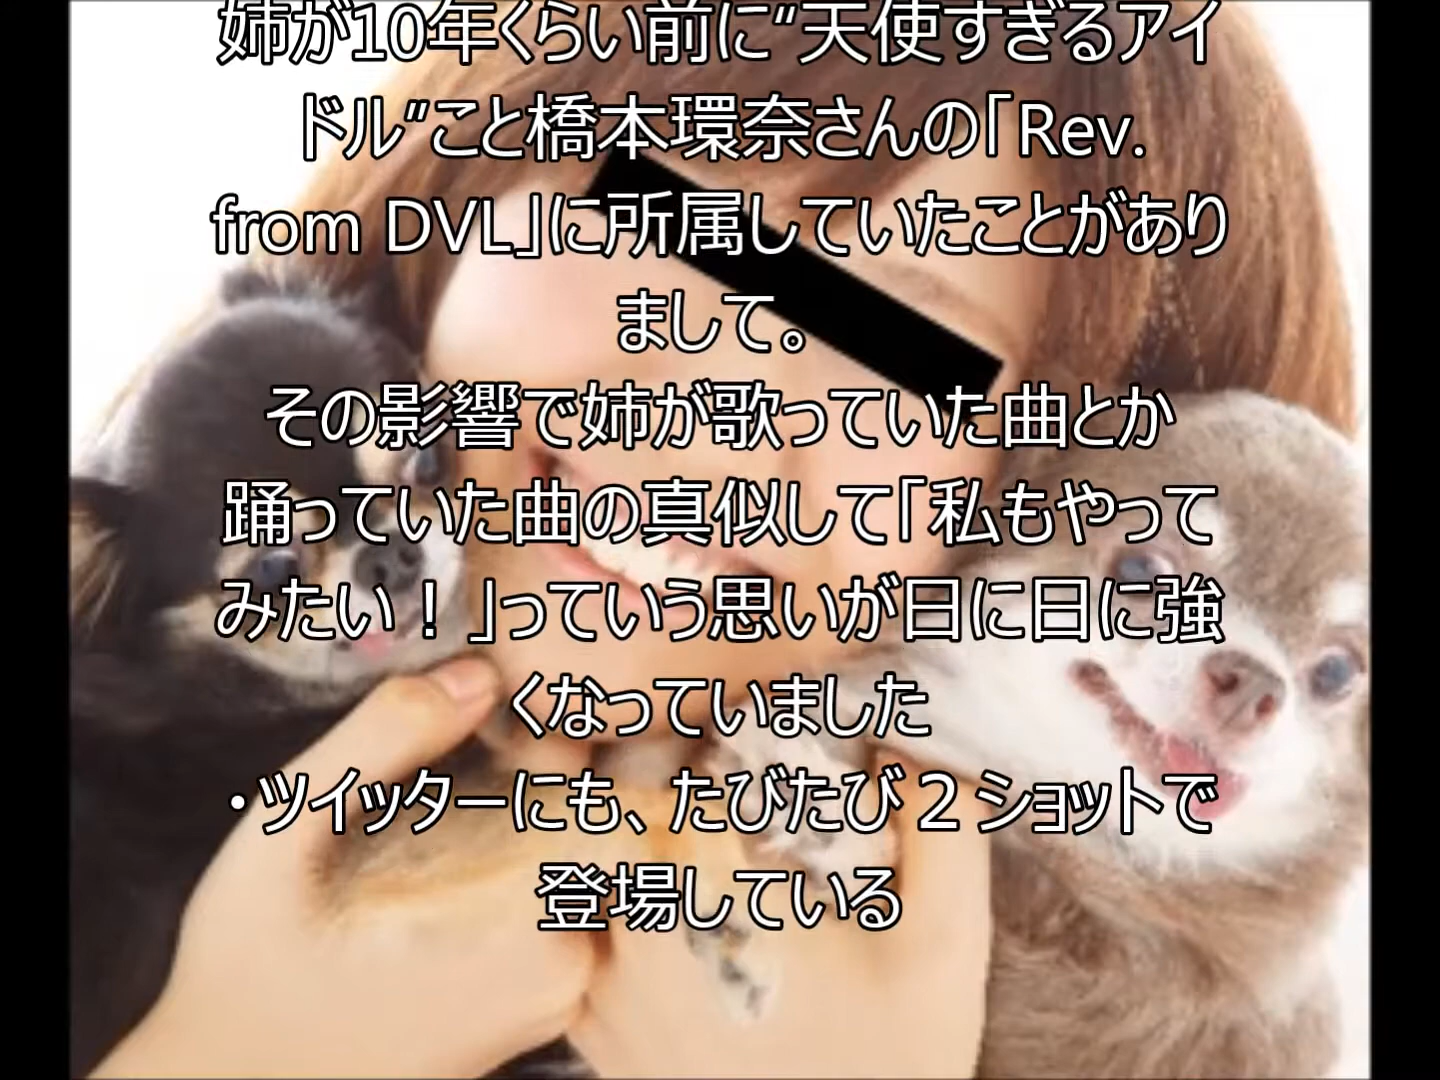 姉が10年くらい前に“天使すぎるアイ
ドル”こと橋本環奈さんの「Rev.
from DVL」に所属していたことがあり
まして。
その影響で姉が歌っていた曲とか
踊っていた曲の真似して「私もやって
みたい！」っていう思いが日に日に強
くなっていました
・ツイッターにも、たびたび２ショットで
登場している